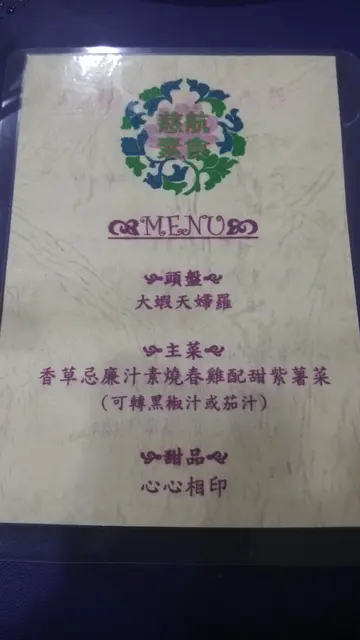 慈航
素食
MENU
頭盤
大蝦天婦羅
主菜
香草忌廉汁素燒春雞配甜紫薯菜
(可轉黑椒汁或茄汁)
甜品
心心相印